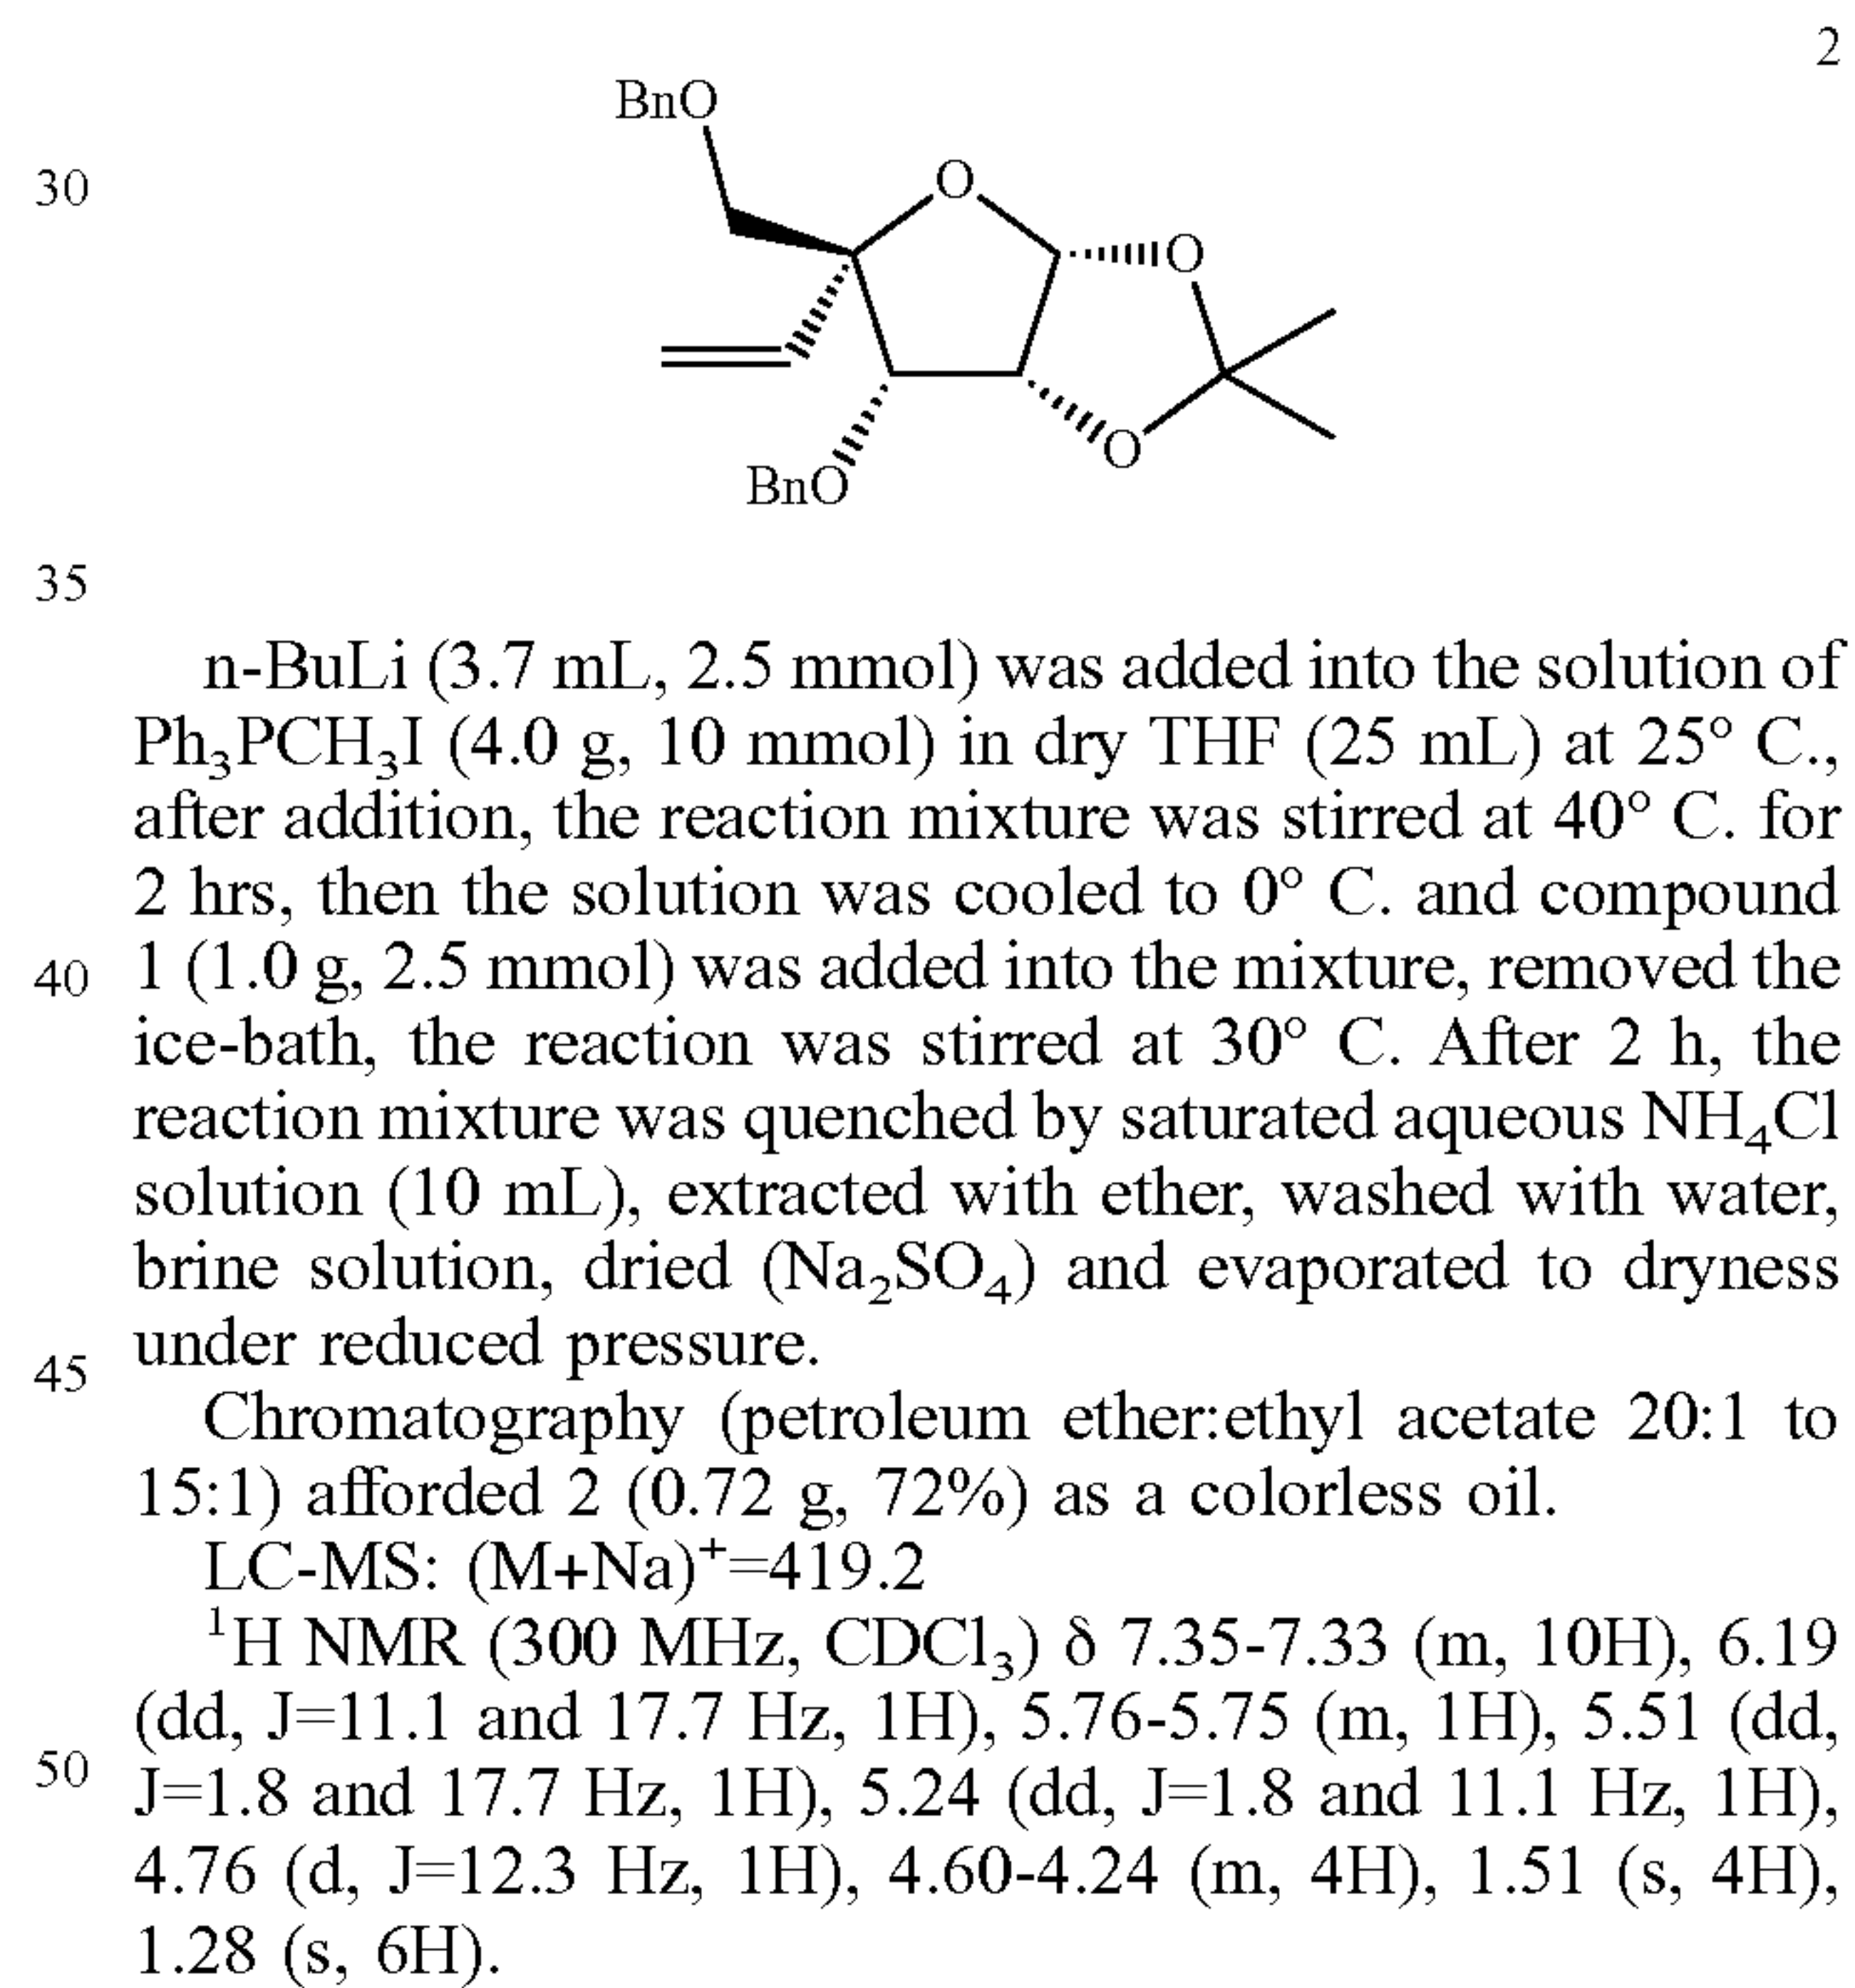 2
BnO
30
O
O
O
BnO
35
n-BuLi (3.7 mL, 2.5 mmol) was added into the solution of
Ph₃PCH₃I (4.0 g, 10 mmol) in dry THF (25 mL) at 25° C.,
after addition, the reaction mixture was stirred at 40° C. for
2 hrs, then the solution was cooled to 0° C. and compound
40 1 (1.0 g, 2.5 mmol) was added into the mixture, removed the
ice-bath, the reaction was stirred at 30° C. After 2 h, the
reaction mixture was quenched by saturated aqueous NH₄Cl
solution (10 mL), extracted with ether, washed with water,
brine solution, dried (Na₂SO₄) and evaporated to dryness
45 under reduced pressure.
Chromatography (petroleum ether:ethyl acetate 20:1 to
15:1) afforded 2 (0.72 g, 72%) as a colorless oil.
LC-MS: (M+Na)⁺=419.2
¹H NMR (300 MHz, CDCl₃) δ 7.35-7.33 (m, 10H), 6.19
(dd, J=11.1 and 17.7 Hz, 1H), 5.76-5.75 (m, 1H), 5.51 (dd,
50 J=1.8 and 17.7 Hz, 1H), 5.24 (dd, J=1.8 and 11.1 Hz, 1H),
4.76 (d, J=12.3 Hz, 1H), 4.60-4.24 (m, 4H), 1.51 (s, 4H),
1.28 (s, 6H).